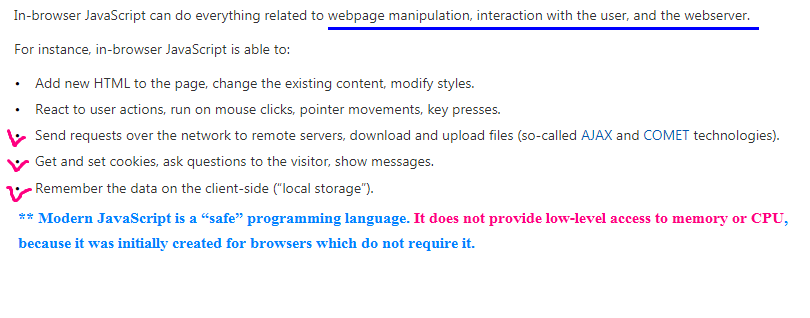 In-browser JavaScript can do everything related to webpage manipulation, interaction with the user, and the webserver.
For instance, in-browser JavaScript is able to:
• Add new HTML to the page, change the existing content, modify styles.
• React to user actions, run on mouse clicks, pointer movements, key presses.
• Send requests over the network to remote servers, download and upload files (so-called AJAX and COMET technologies).
• Get and set cookies, ask questions to the visitor, show messages.
• Remember the data on the client-side (“local storage”).
** Modern JavaScript is a “safe” programming language. It does not provide low-level access to memory or CPU,
because it was initially created for browsers which do not require it.